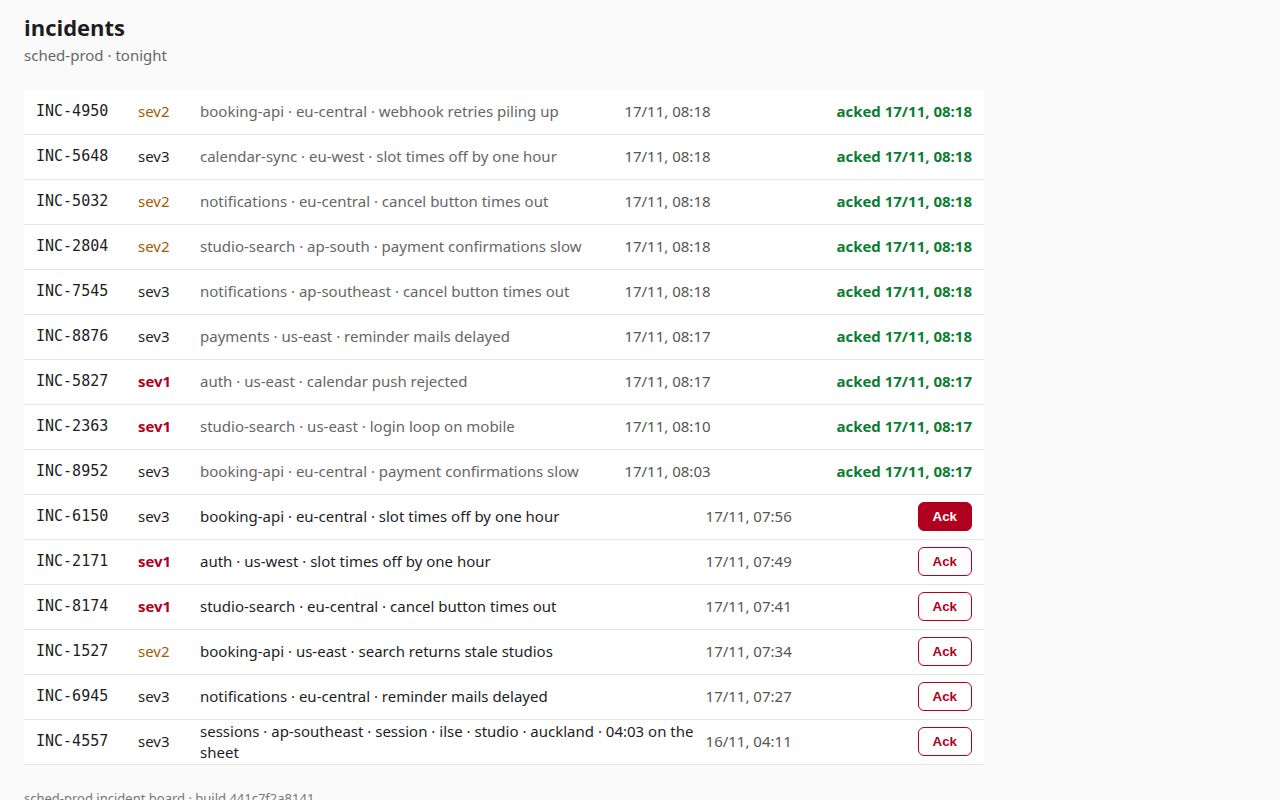 incidents
sched-prod · tonight
INC-4950 sev2 booking-api · eu-central · webhook retries piling up 17/11, 08:18 acked 17/11, 08:18
INC-5648 sev3 calendar-sync · eu-west · slot times off by one hour 17/11, 08:18 acked 17/11, 08:18
INC-5032 sev2 notifications · eu-central · cancel button times out 17/11, 08:18 acked 17/11, 08:18
INC-2804 sev2 studio-search · ap-south · payment confirmations slow 17/11, 08:18 acked 17/11, 08:18
INC-7545 sev3 notifications · ap-southeast · cancel button times out 17/11, 08:18 acked 17/11, 08:18
INC-8876 sev3 payments · us-east · reminder mails delayed 17/11, 08:17 acked 17/11, 08:18
INC-5827 sev1 auth · us-east · calendar push rejected 17/11, 08:17 acked 17/11, 08:17
INC-2363 sev1 studio-search · us-east · login loop on mobile 17/11, 08:10 acked 17/11, 08:17
INC-8952 sev3 booking-api · eu-central · payment confirmations slow 17/11, 08:03 acked 17/11, 08:17
INC-6150 sev3 booking-api · eu-central · slot times off by one hour 17/11, 07:56 Ack
INC-2171 sev1 auth · us-west · slot times off by one hour 17/11, 07:49 Ack
INC-8174 sev1 studio-search · eu-central · cancel button times out 17/11, 07:41 Ack
INC-1527 sev2 booking-api · us-east · search returns stale studios 17/11, 07:34 Ack
INC-6945 sev3 notifications · eu-central · reminder mails delayed 17/11, 07:27 Ack
INC-4557 sev3 sessions · ap-southeast · session · ilse · studio · auckland · 04:03 on the
sheet 16/11, 04:11 Ack
sched-prod incident board · build 441c7f2a8141